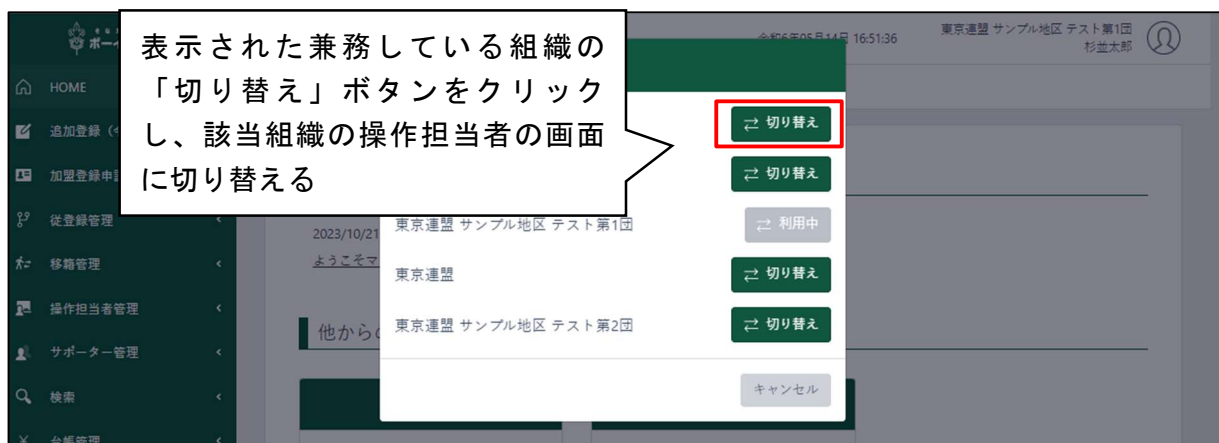 東京連盟 サンプル地区 テスト第1団
杉並太郎
令和6年05月14日 16:51:36
表示された兼務している組織の
「切り替え」ボタンをクリック
し、該当組織の操作担当者の画面
に切り替える
HOME
追加登録
加盟登録申
従登録管理
移籍管理
操作担当者管理
サポーター管理
検索
台帳管理
2023/10/21
ようこそマ
他から
切り替え
切り替え
東京連盟 サンプル地区 テスト第1団 利用中
東京連盟 切り替え
東京連盟 サンプル地区 テスト第2団 切り替え
キャンセル